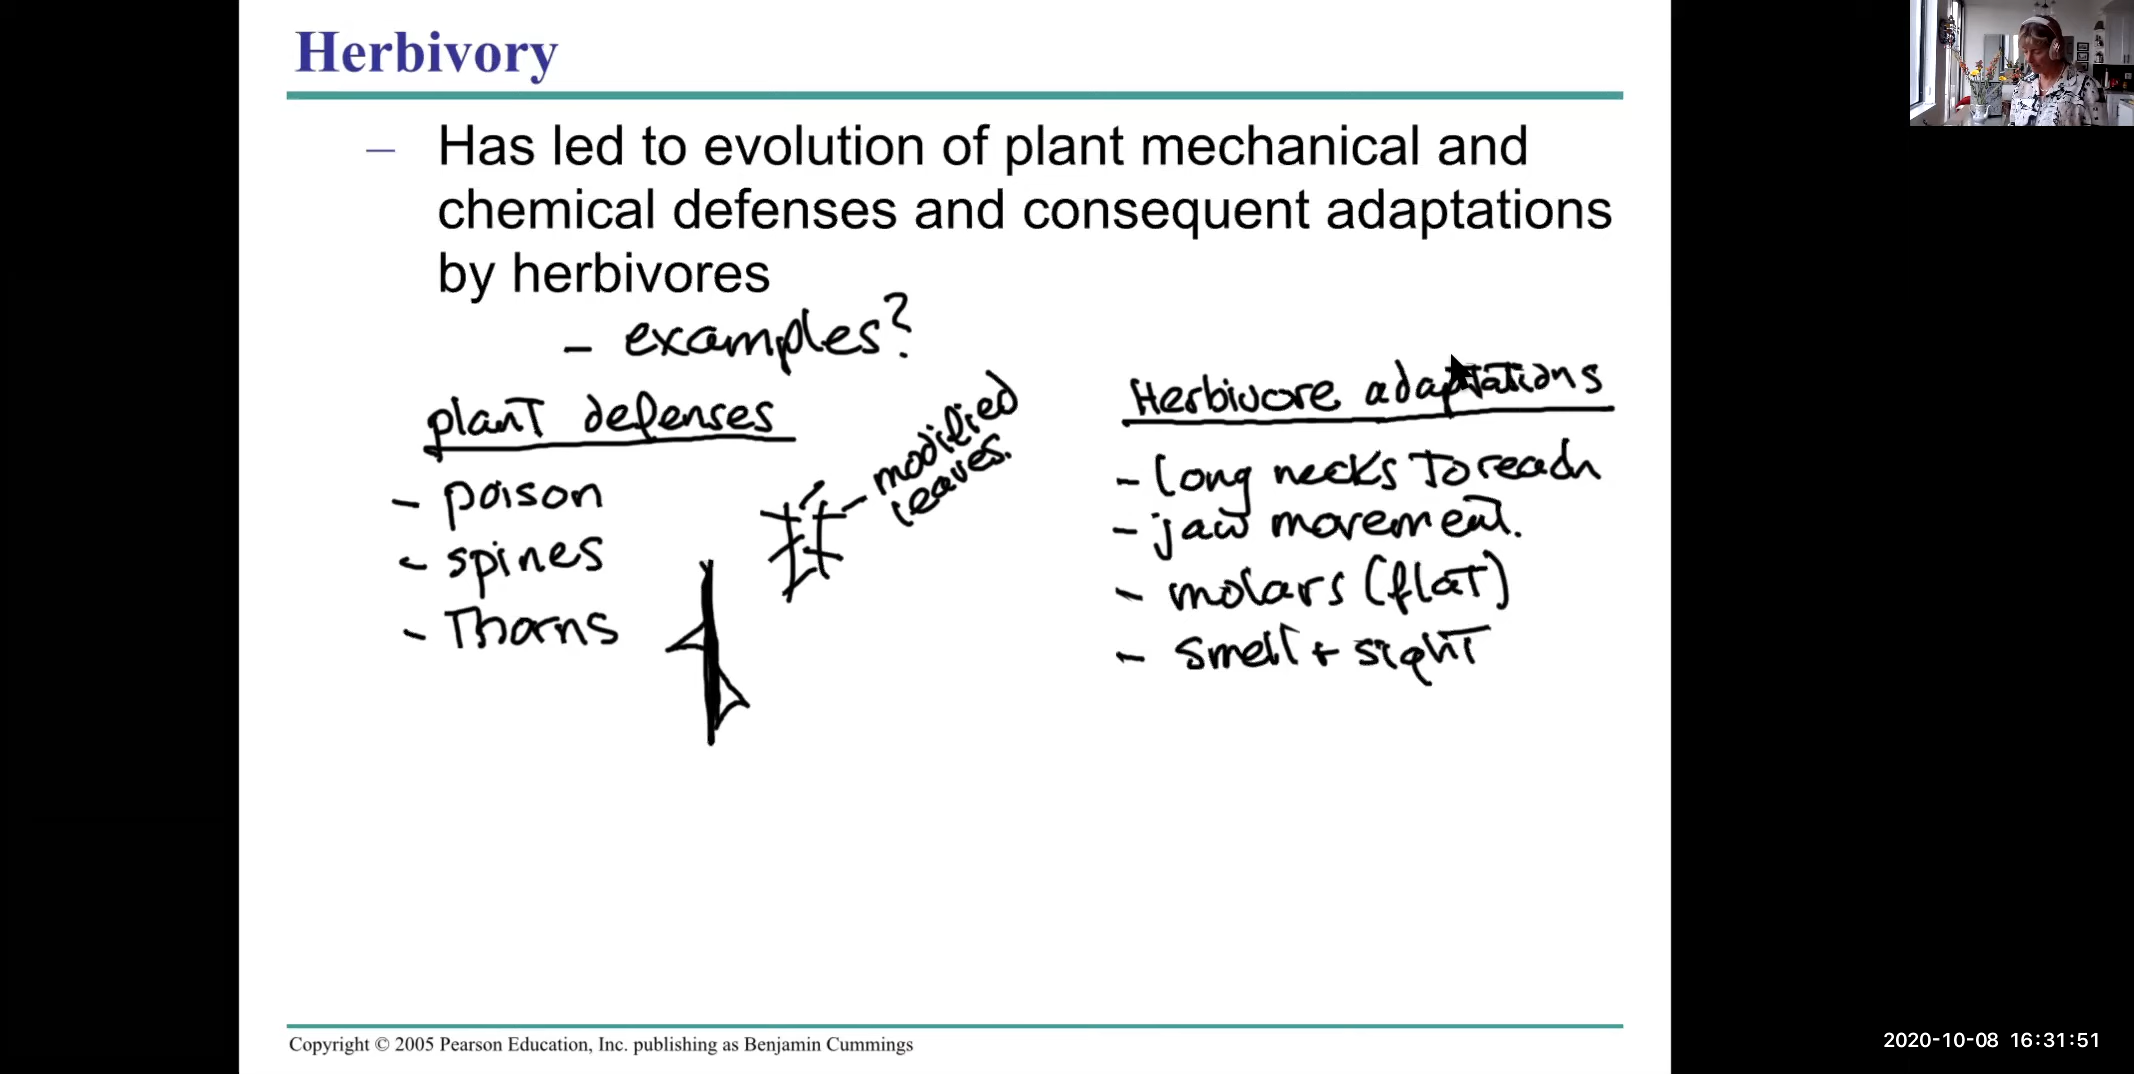 Herbivory
– Has led to evolution of plant mechanical and
chemical defenses and consequent adaptations
by herbivores
- examples?
plant defenses
- poison
- spines
- Thorns
modified
leaves.
Herbivore adaptations
- long necks to reach
- jaw movement.
- molars (flat)
- smell + sight
Copyright © 2005 Pearson Education, Inc. publishing as Benjamin Cummings
2020-10-08 16:31:51